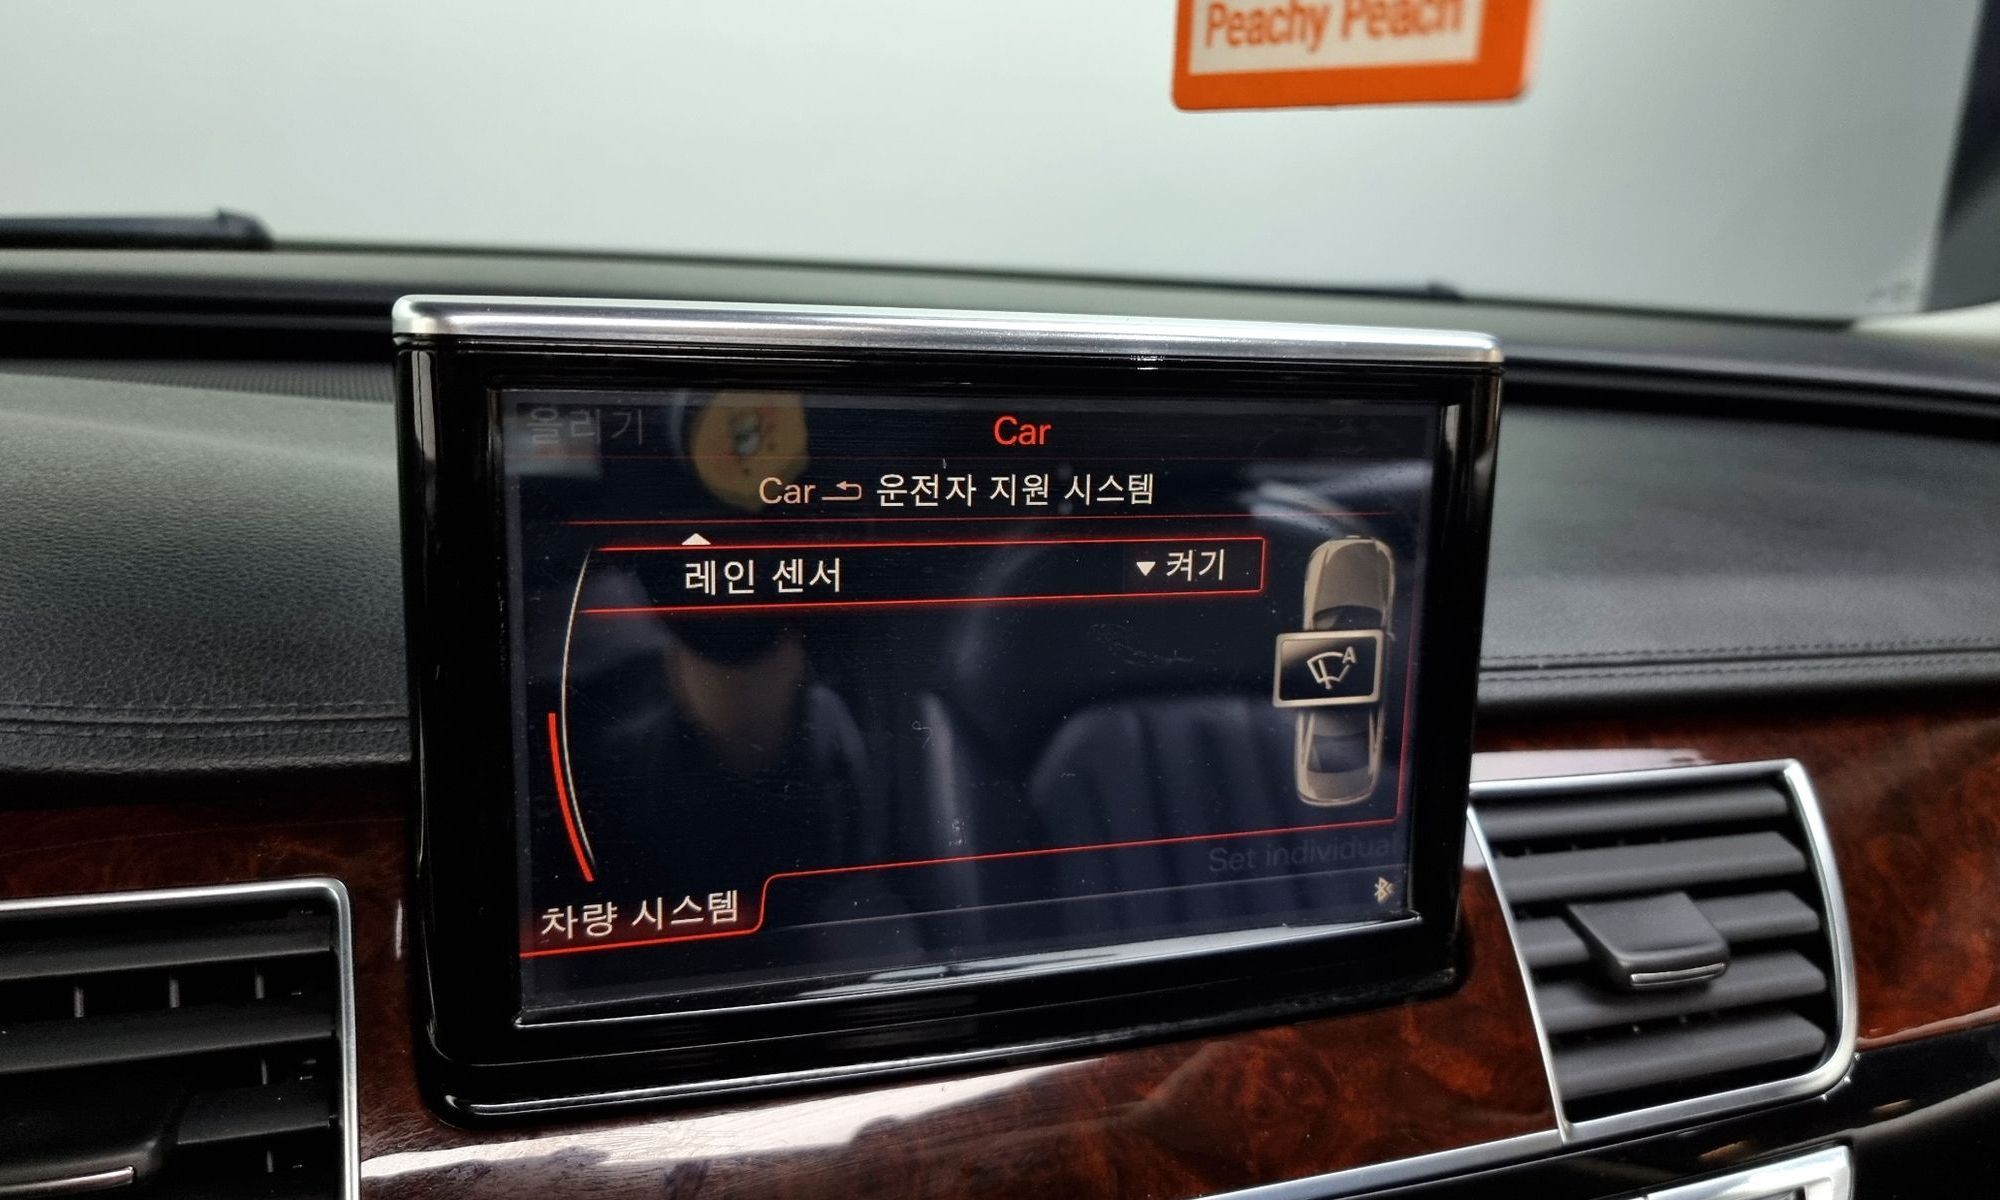 Peachy Peach
올리기
Car
Car 운전자 지원 시스템
레인 센서 켜기
A
Set individual
차량 시스템